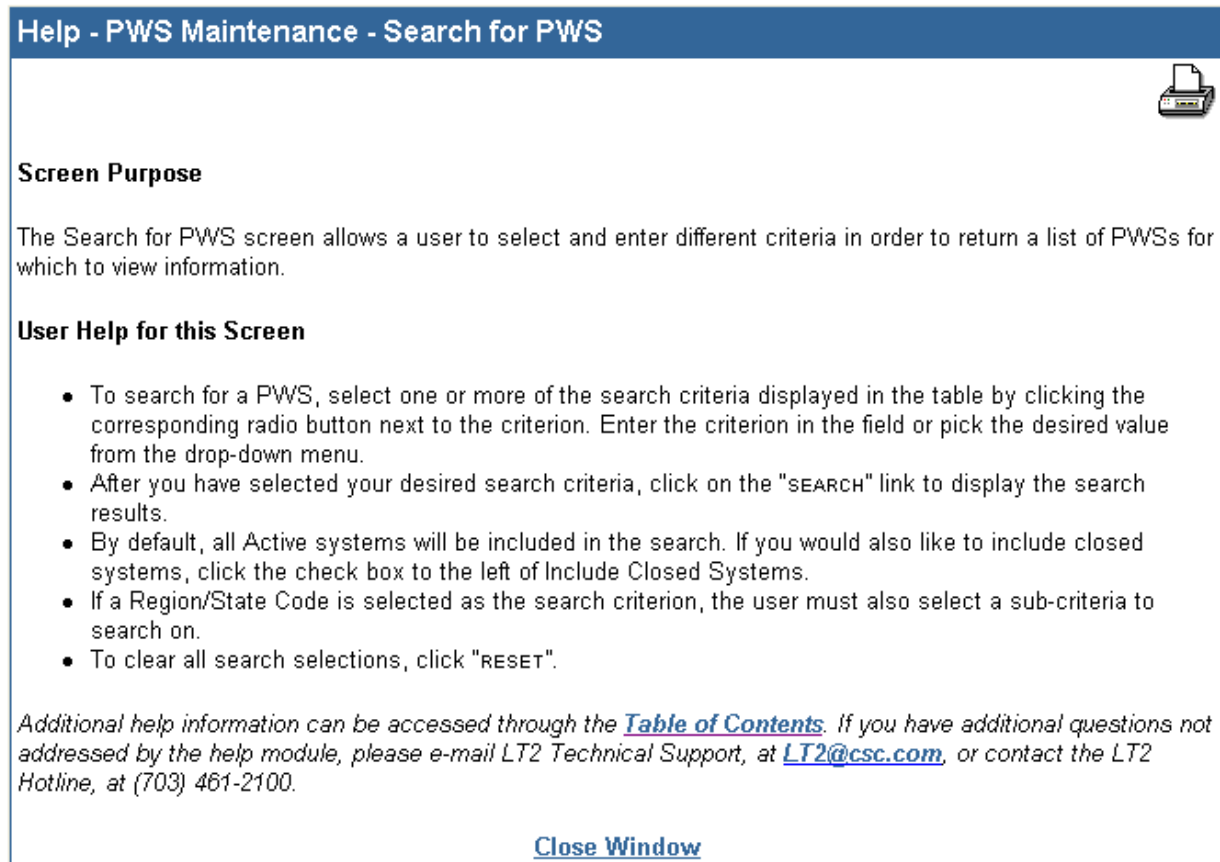 Help - PWS Maintenance - Search for PWS
Screen Purpose
The Search for PWS screen allows a user to select and enter different criteria in order to return a list of PWSs for
which to view information.
User Help for this Screen
• To search for a PWS, select one or more of the search criteria displayed in the table by clicking the
corresponding radio button next to the criterion. Enter the criterion in the field or pick the desired value
from the drop-down menu.
• After you have selected your desired search criteria, click on the "SEARCH" link to display the search
results.
• By default, all Active systems will be included in the search. If you would also like to include closed
systems, click the check box to the left of Include Closed Systems.
• If a Region/State Code is selected as the search criterion, the user must also select a sub-criteria to
search on.
• To clear all search selections, click "RESET".
Additional help information can be accessed through the Table of Contents. If you have additional questions not
addressed by the help module, please e-mail LT2 Technical Support, at LT2@csc.com, or contact the LT2
Hotline, at (703) 461-2100.
Close Window